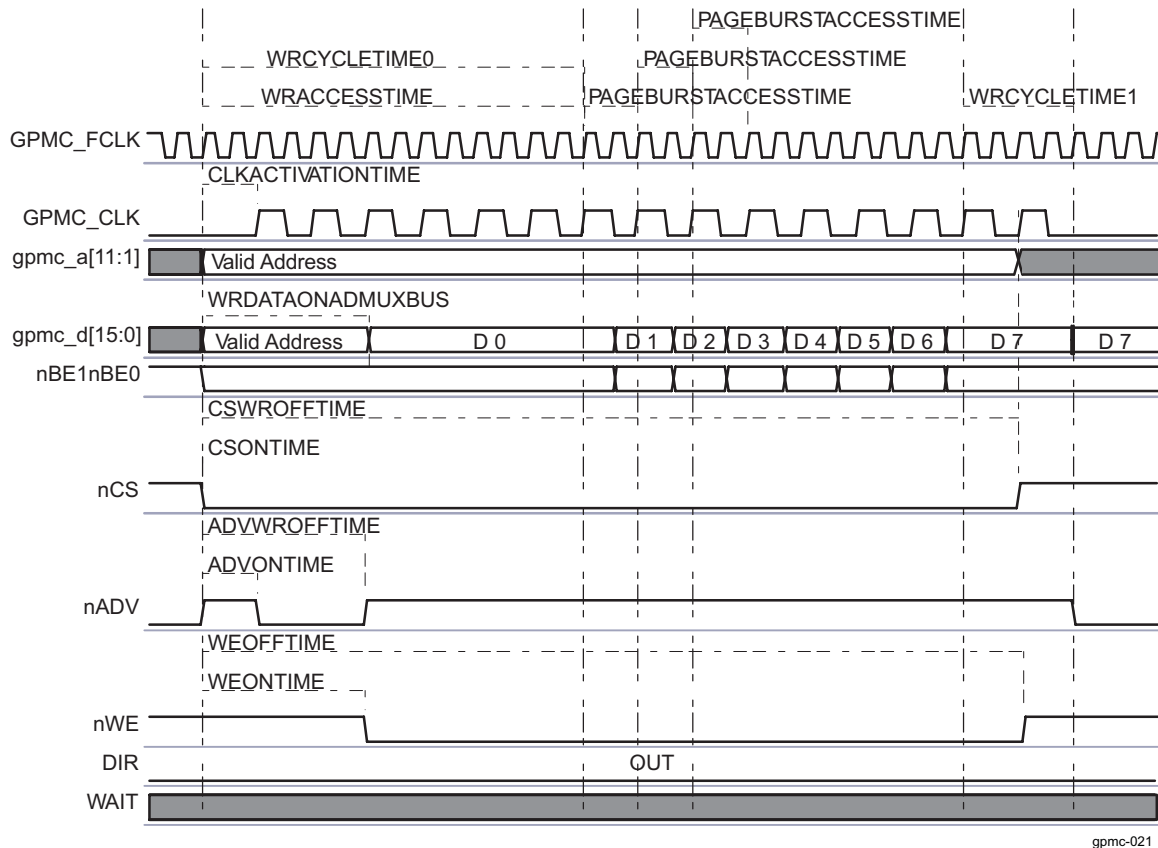 PAGEBURSTACCESSTIME
WRCYCLETIME0 PAGEBURSTACCESSTIME
WRACCESSTIME PAGEBURSTACCESSTIME WRCYCLETIME1
GPMC_FCLK
CLKACTIVATIONTIME
GPMC_CLK
gpmc_a[11:1] Valid Address
WRDATAONADMUXBUS
gpmc_d[15:0] Valid Address D 0 D 1 D 2 D 3 D 4 D 5 D 6 D 7 D 7
nBE1nBE0
CSWROFFTIME
CSONTIME
nCS
ADVWROFFTIME
ADVONTIME
nADV
WEOFFTIME
WEONTIME
nWE
DIR OUT
WAIT
gpmc-021